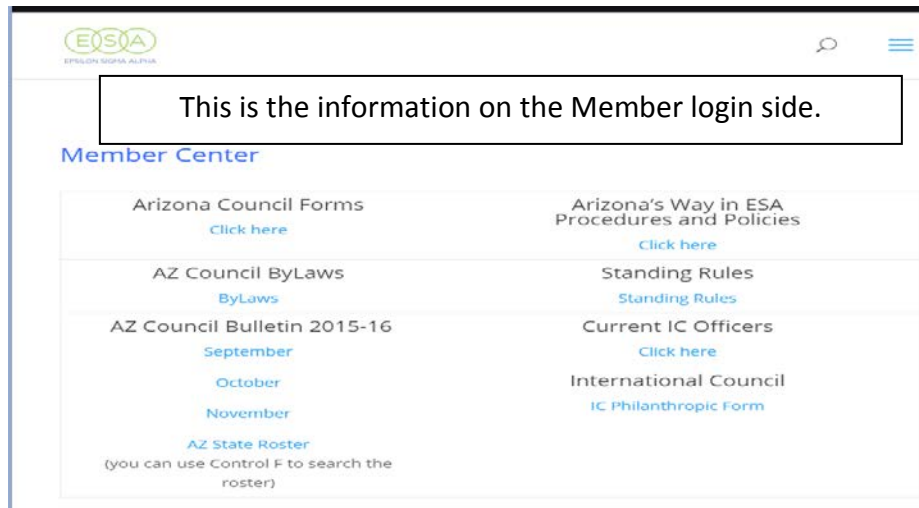 ESA
EPSILON SIGMA ALPHA
This is the information on the Member login side.
Member Center
Arizona Council Forms
Click here
Arizona's Way in ESA
Procedures and Policies
Click here
AZ Council ByLaws
ByLaws
Standing Rules
Standing Rules
AZ Council Bulletin 2015-16
September
October
November
AZ State Roster
(you can use Control F to search the
roster)
Current IC Officers
Click here
International Council
IC Philanthropic Form